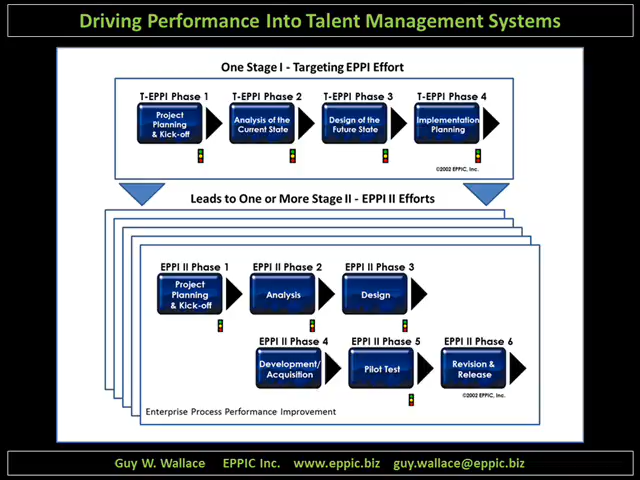 Driving Performance Into Talent Management Systems
One Stage I - Targeting EPPI Effort
T-EPPI Phase 1
Project
Planning
& Kick-off
T-EPPI Phase 2
Analysis of the
Current State
T-EPPI Phase 3
Design of the
Future State
T-EPPI Phase 4
Implementation
Planning
©2002 EPPIC, Inc.
Leads to One or More Stage II - EPPI II Efforts
EPPI II Phase 1
Project
Planning
& Kick-off
EPPI II Phase 2
Analysis
EPPI II Phase 3
Design
EPPI II Phase 4
Development/
Acquisition
EPPI II Phase 5
Pilot Test
EPPI II Phase 6
Revision &
Release
©2002 EPPIC, Inc.
Enterprise Process Performance Improvement
Guy W. Wallace EPPIC Inc. www.eppic.biz guy.wallace@eppic.biz